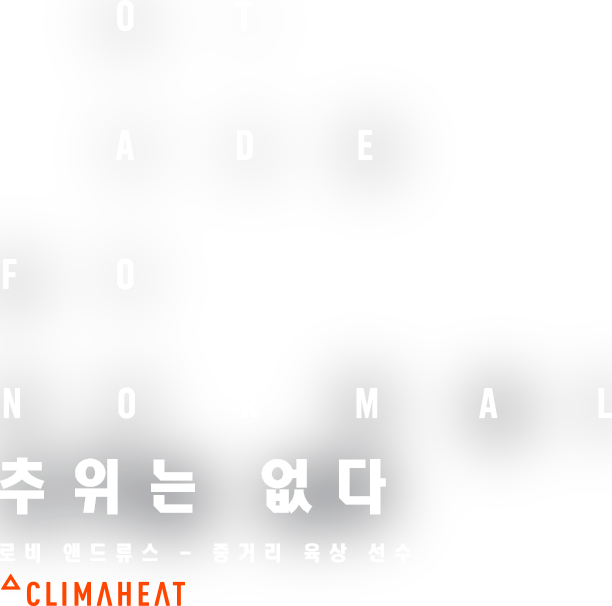 O T
A D E
F O
N O R M A L
추위는 없다
로비 앤드류스 - 중거리 육상 선수
CLIMAHEAT